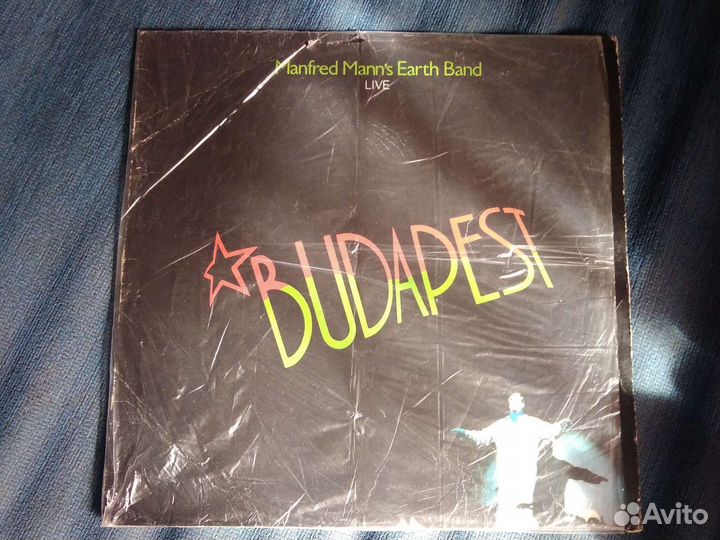 Manfred Mann's Earth Band
LIVE
BUDAPEST
Avito